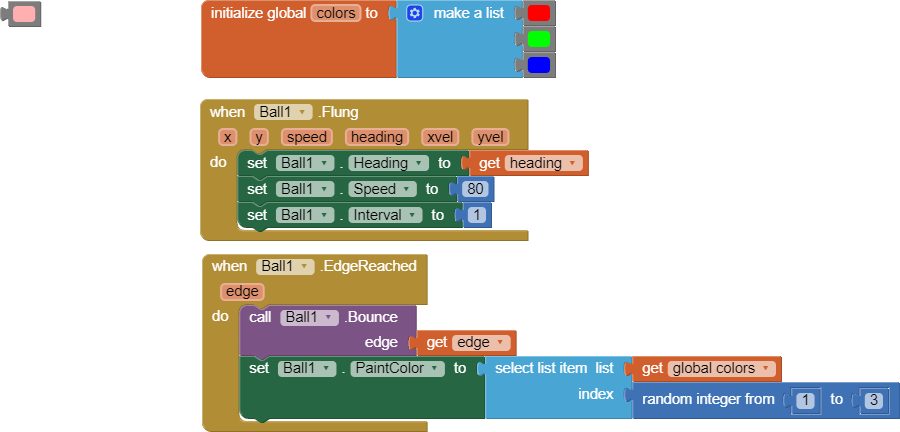 initialize global colors to make a list
when Ball1 .Flung
x y speed heading xvel yvel
do set Ball1 . Heading to get heading
set Ball1 . Speed to 80
set Ball1 . Interval to 1
when Ball1 .EdgeReached
edge
do call Ball1 .Bounce
edge get edge
set Ball1 . PaintColor to select list item list get global colors
index random integer from 1 to 3